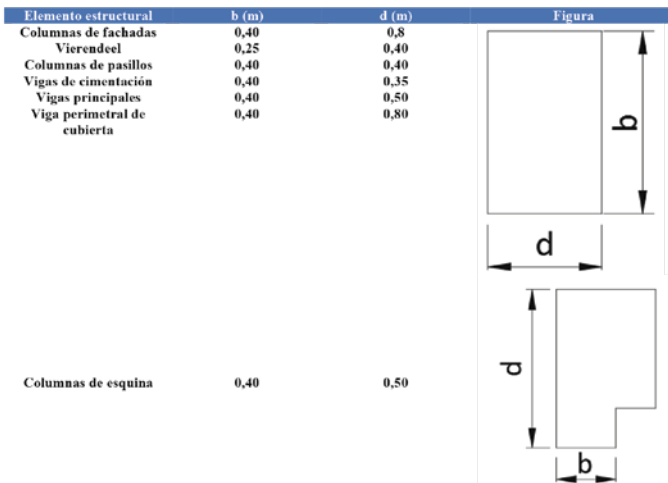 Elemento estructural b (m) d (m) Figura
Columnas de fachadas 0,40 0,8
Vierendeel 0,25 0,40
Columnas de pasillos 0,40 0,40
Vigas de cimentación 0,40 0,35
Vigas principales 0,40 0,50
Viga perimetral de 0,40 0,80
cubierta
b
d
Columnas de esquina 0,40 0,50
d
b